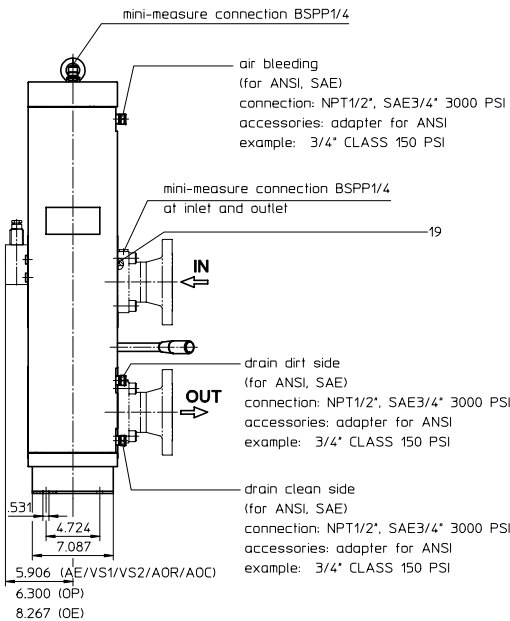 mini-measure connection BSPP1/4
air bleeding
(for ANSI, SAE)
connection: NPT1/2", SAE3/4" 3000 PSI
accessories: adapter for ANSI
example: 3/4" CLASS 150 PSI
mini-measure connection BSPP1/4
at inlet and outlet
19
IN
drain dirt side
(for ANSI, SAE)
connection: NPT1/2", SAE3/4" 3000 PSI
accessories: adapter for ANSI
example: 3/4" CLASS 150 PSI
OUT
drain clean side
(for ANSI, SAE)
connection: NPT1/2", SAE3/4" 3000 PSI
accessories: adapter for ANSI
example: 3/4" CLASS 150 PSI
.531
4.724
7.087
5.906 (AE/VS1/VS2/AOR/AOC)
6.300 (OP)
8.267 (OE)